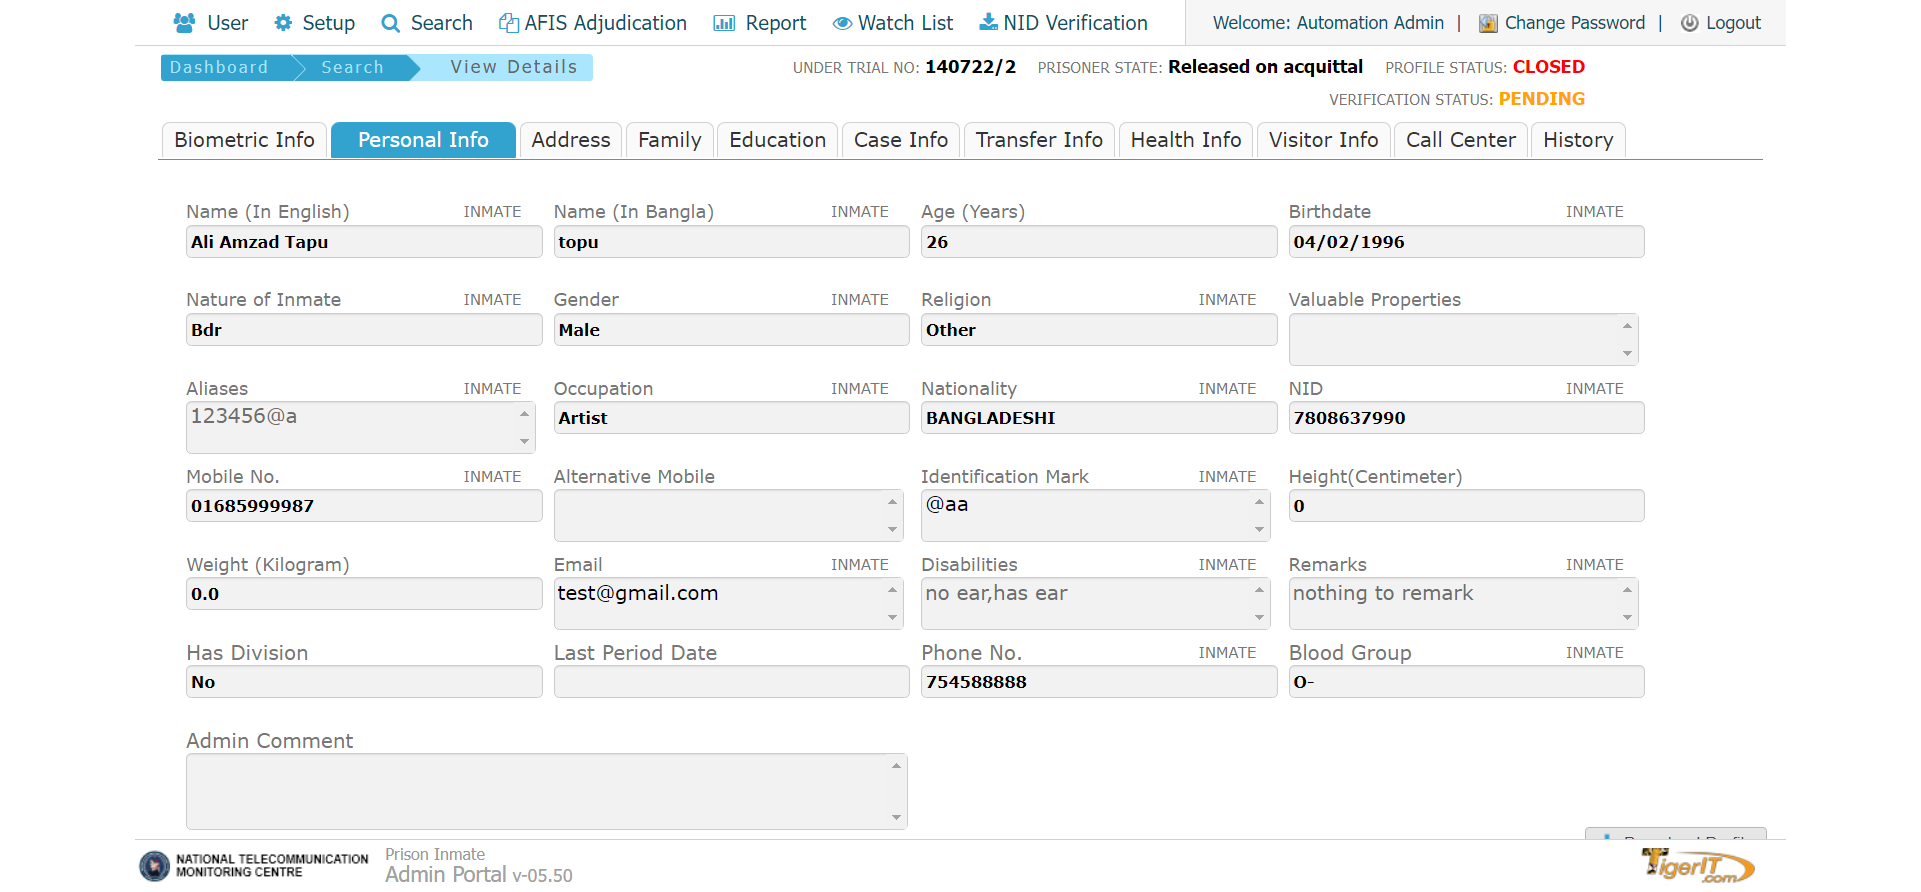 User Setup Search AFIS Adjudication Report Watch List NID Verification Welcome: Automation Admin | Change Password | Logout
Dashboard Search View Details UNDER TRIAL NO: 140722/2 PRISONER STATE: Released on acquittal PROFILE STATUS: CLOSED
VERIFICATION STATUS: PENDING
Biometric Info Personal Info Address Family Education Case Info Transfer Info Health Info Visitor Info Call Center History
Name (In English) INMATE Name (In Bangla) INMATE Age (Years) Birthdate INMATE
Ali Amzad Tapu topu 26 04/02/1996
Nature of Inmate INMATE Gender INMATE Religion INMATE Valuable Properties
Bdr Male Other
Aliases INMATE Occupation INMATE Nationality INMATE NID INMATE
123456@a Artist BANGLADESHI 7808637990
Mobile No. INMATE Alternative Mobile Identification Mark INMATE Height(Centimeter)
01685999987 @aa 0
Weight (Kilogram) Email INMATE Disabilities INMATE Remarks INMATE
0.0 test@gmail.com no ear,has ear nothing to remark
Has Division Last Period Date Phone No. INMATE Blood Group INMATE
No 754588888 O-
Admin Comment
NATIONAL TELECOMMUNICATION
MONITORING CENTRE
Prison Inmate
Admin Portal v-05.50
TigerIT.com